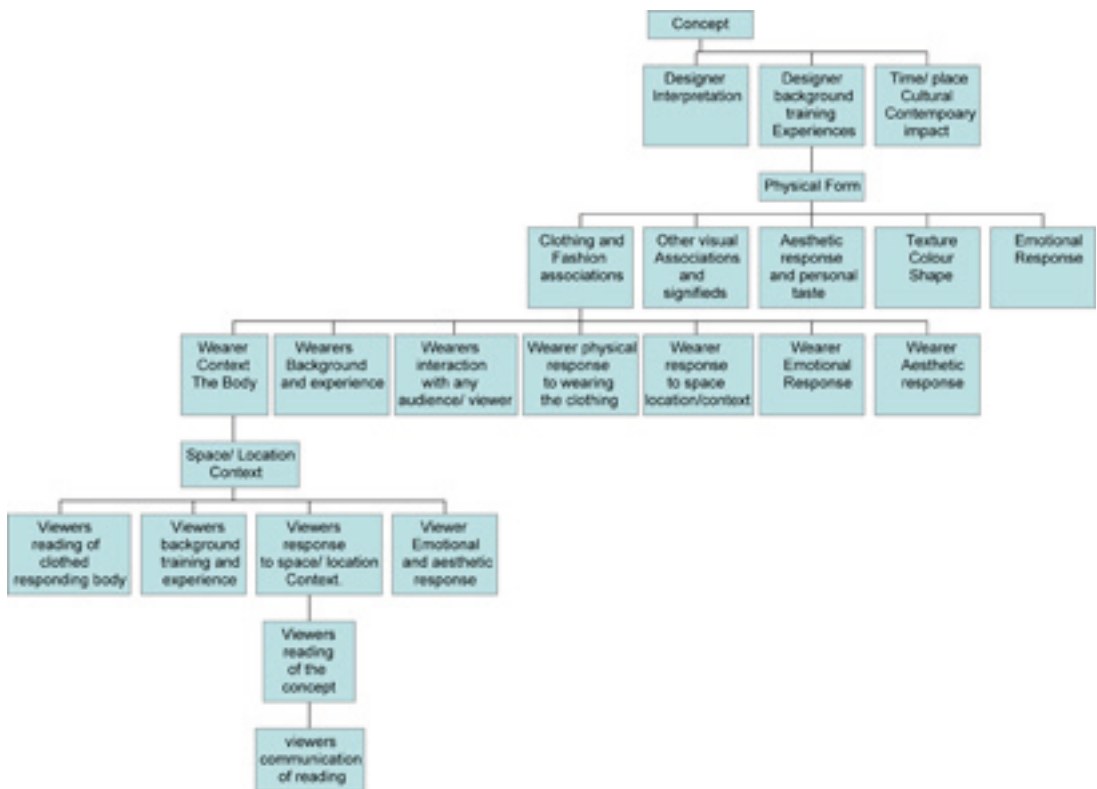 Concept
Designer
Interpretation
Designer
background
training
Experiences
Time/ place
Cultural
Contempoary
impact
Physical Form
Clothing and
Fashion
associations
Other visual
Associations
and
signifieds
Aesthetic
response
and personal
taste
Texture
Colour
Shape
Emotional
Response
Wearer
Context
The Body
Wearers
Background
and experience
Wearers
interaction
with any
audience/ viewer
Wearer physical
response
to wearing
the clothing
Wearer
response
to space
location/context
Wearer
Emotional
Response
Wearer
Aesthetic
response
Space/ Location
Context
Viewers
reading of
clothed
responding body
Viewers
background
training and
experience
Viewers
response
to space/ location
Context.
Viewer
Emotional
and aesthetic
response
Viewers
reading
of the
concept
viewers
communication
of reading